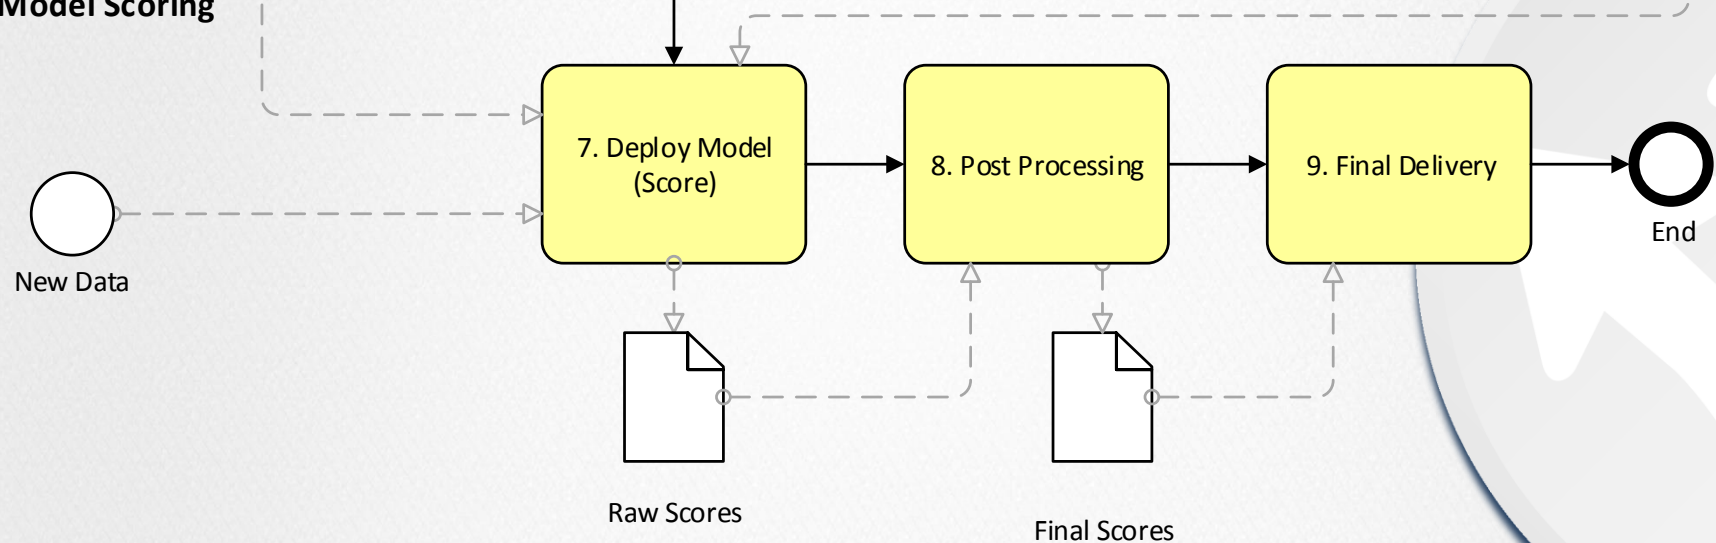 Model Scoring
7. Deploy Model
(Score)
8. Post Processing
9. Final Delivery
End
New Data
Raw Scores
Final Scores